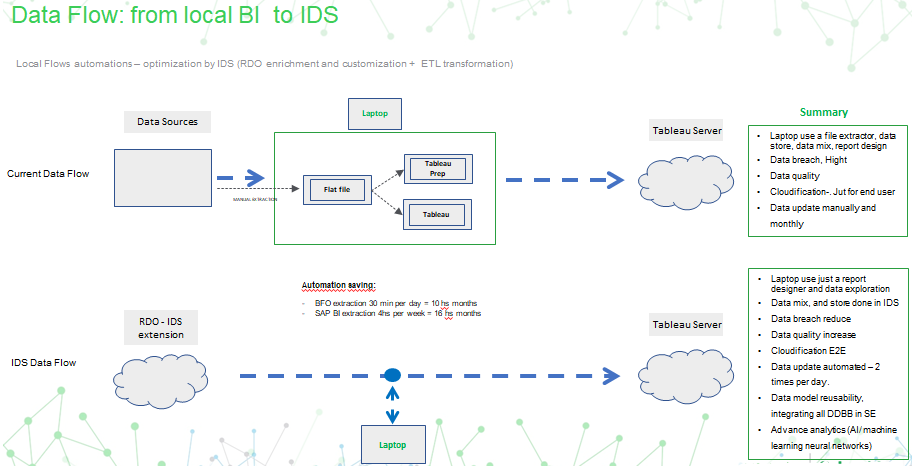 Data Flow: from local BI to IDS
Local Flows automations – optimization by IDS (RDO enrichment and customization + ETL transformation)
Data Sources
Laptop
Tableau Server
Summary
Current Data Flow
MANUAL EXTRACTION
Flat file
Tableau
Prep
Tableau
• Laptop use a file extractor, data
store, data mix, report design
• Data breach, Hight
• Data quality
• Cloudification-. Jut for end user
• Data update manually and
monthly
Automation saving:
- BFO extraction 30 min per day = 10 hs months
- SAP BI extraction 4hs per week = 16 hs months
RDO - IDS
extension
Tableau Server
IDS Data Flow
Laptop
• Laptop use just a report
designer and data exploration
• Data mix, and store done in IDS
• Data breach reduce
• Data quality increase
• Cloudification E2E
• Data update automated – 2
times per day.
• Data model reusability,
integrating all DDBB in SE
• Advance analytics (AI/ machine
learning neural networks)